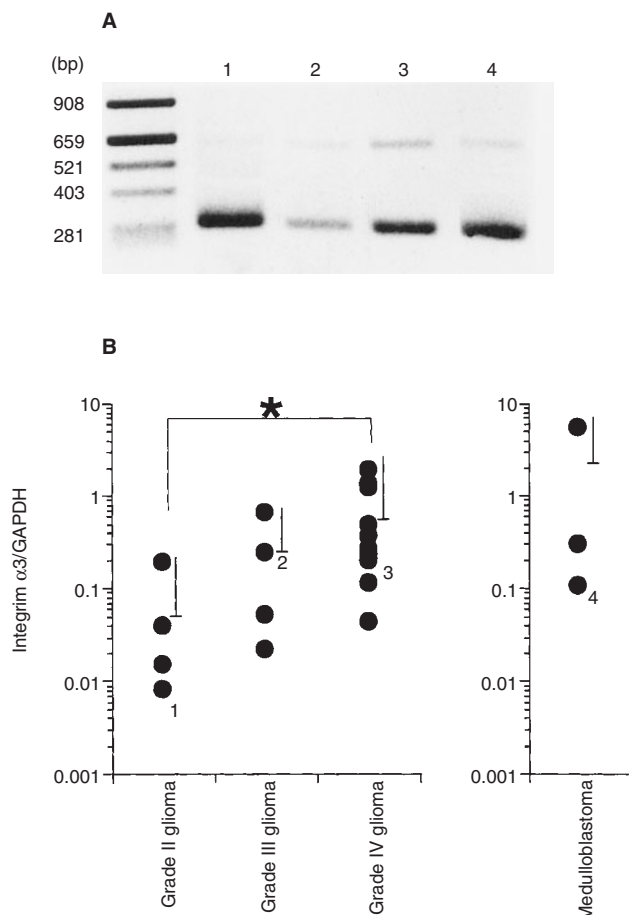 A
(bp) 1 2 3 4
908
659
521
403
281
B
Integrim α3/GAPDH
10
1
0.1
0.01
0.001
*
1
2
3
Grade II glioma
Grade III glioma
Grade IV glioma
10
1
0.1
0.01
0.001
4
Medulloblastoma